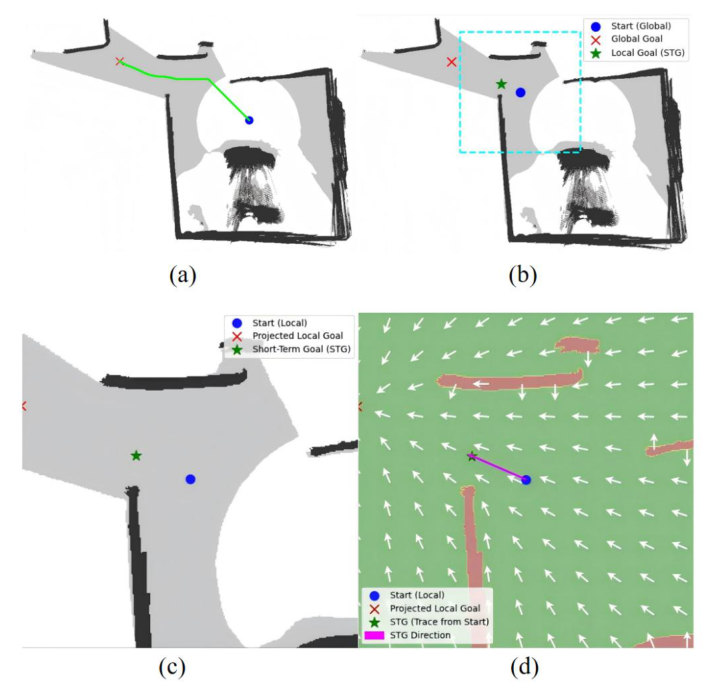 Start (Global)
Global Goal
Local Goal (STG)
(a)
(b)
Start (Local)
Projected Local Goal
Short-Term Goal (STG)
Start (Local)
Projected Local Goal
STG (Trace from Start)
STG Direction
(c)
(d)